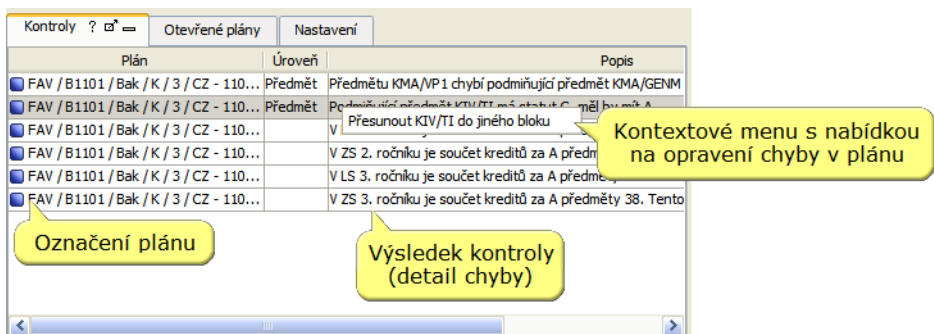 Kontroly ?
Otevřené plány
Nastavení
Plán Úroveň Popis
FAV / B1101 / Bak / K / 3 / CZ - 110... Předmět Předmětu KMA/VP1 chybí podmiňující předmět KMA/GENM
FAV / B1101 / Bak / K / 3 / CZ - 110... Předmět Podmiňující předmět KIV/TI má statut C, měl by mít A
Přesunout KIV/TI do jiného bloku
Kontextové menu s nabídkou
na opravení chyby v plánu
FAV / B1101 / Bak / K / 3 / CZ - 110... V
FAV / B1101 / Bak / K / 3 / CZ - 110... V ZS 2. ročníku je součet kreditů za A předm
FAV / B1101 / Bak / K / 3 / CZ - 110... V LS 3. ročníku je součet kreditů za A
FAV / B1101 / Bak / K / 3 / CZ - 110... V ZS 3. ročníku je součet kreditů za A předměty 38. Tento
Označení plánu
Výsledek kontroly
(detail chyby)